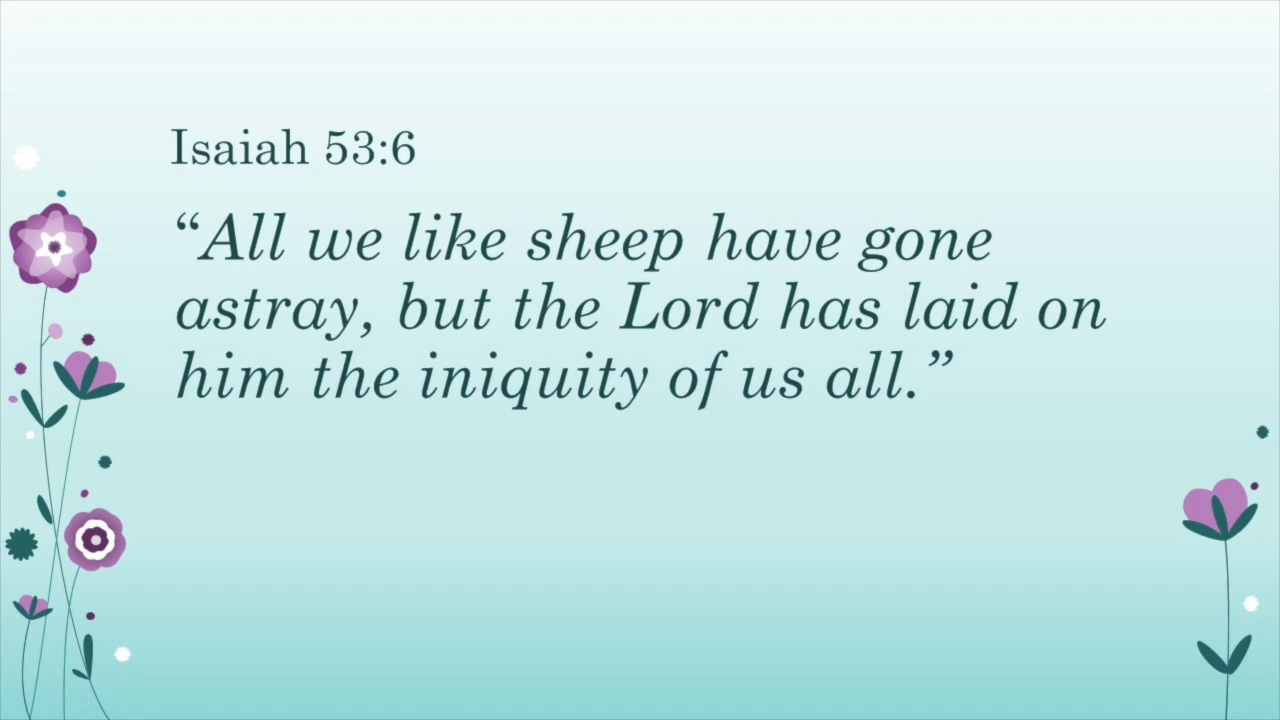 Isaiah 53:6
“All we like sheep have gone
astray, but the Lord has laid on
him the iniquity of us all.”